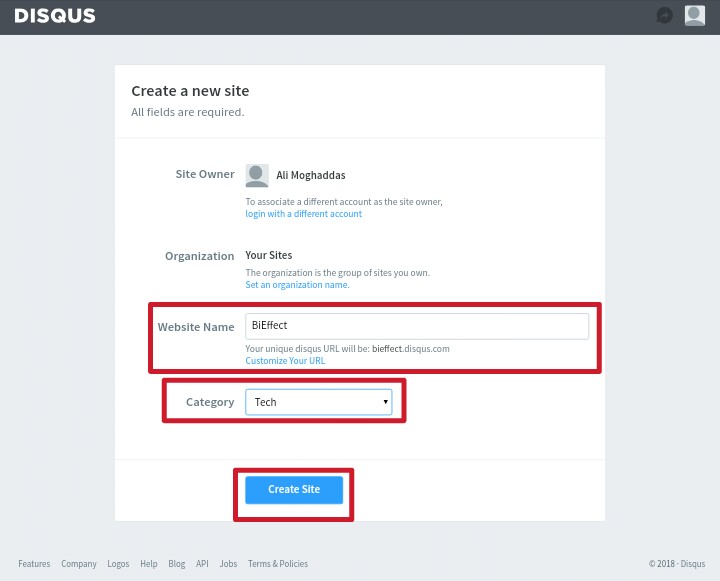 DISQUS
Create a new site
All fields are required.
Site Owner
Ali Moghaddas
To associate a different account as the site owner,
login with a different account
Organization
Your Sites
The organization is the group of sites you own.
Set an organization name.
Website Name
BiEffect
Your unique disqus URL will be: bieffect.disqus.com
Customize Your URL
Category
Tech
Create Site
Features Company Logos Help Blog API Jobs Terms & Policies
© 2018 · Disqus